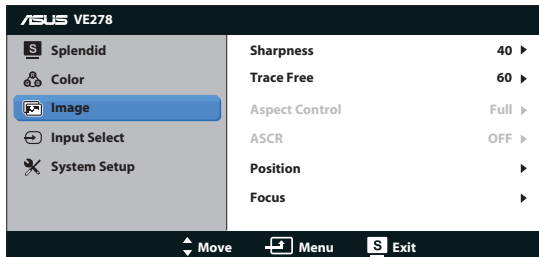 ASUS VE278
S Splendid
Color
Image
Input Select
System Setup
Sharpness 40
Trace Free 60
Aspect Control Full
ASCR OFF
Position
Focus
Move Menu S Exit